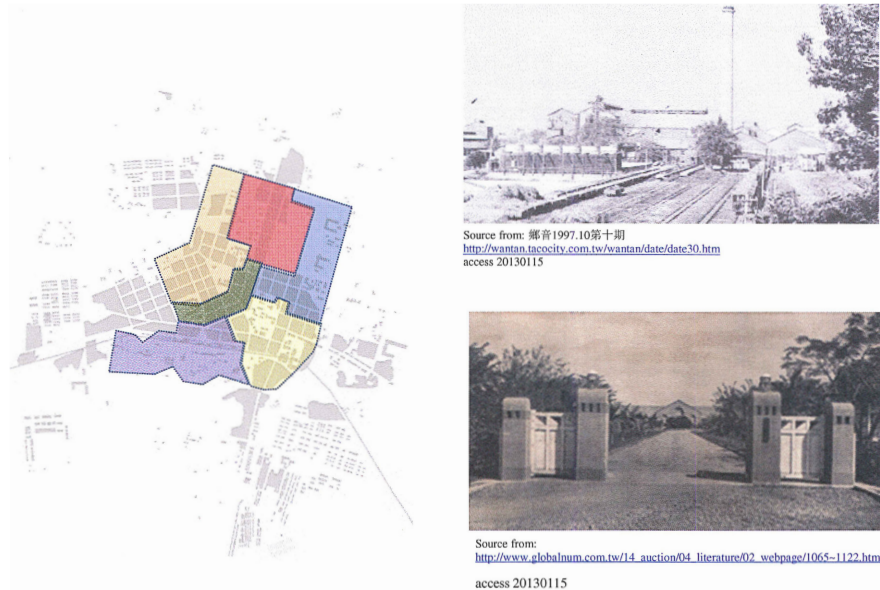 Source from: 鄉音1997.10第十期
http://wantan.tacocity.com.tw/wantan/date/date30.htm
access 20130115
Source from:
http://www.globalnum.com.tw/14_auction/04_literature/02_webpage/1065~1122.htm
access 20130115